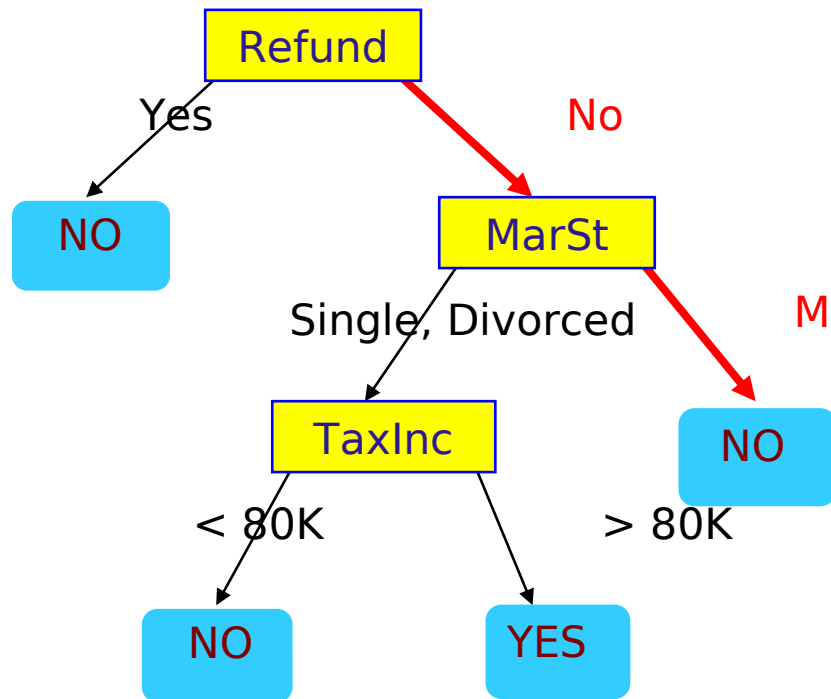 Refund
Yes
No
NO
MarSt
Single, Divorced
M
TaxInc
NO
< 80K
> 80K
NO
YES